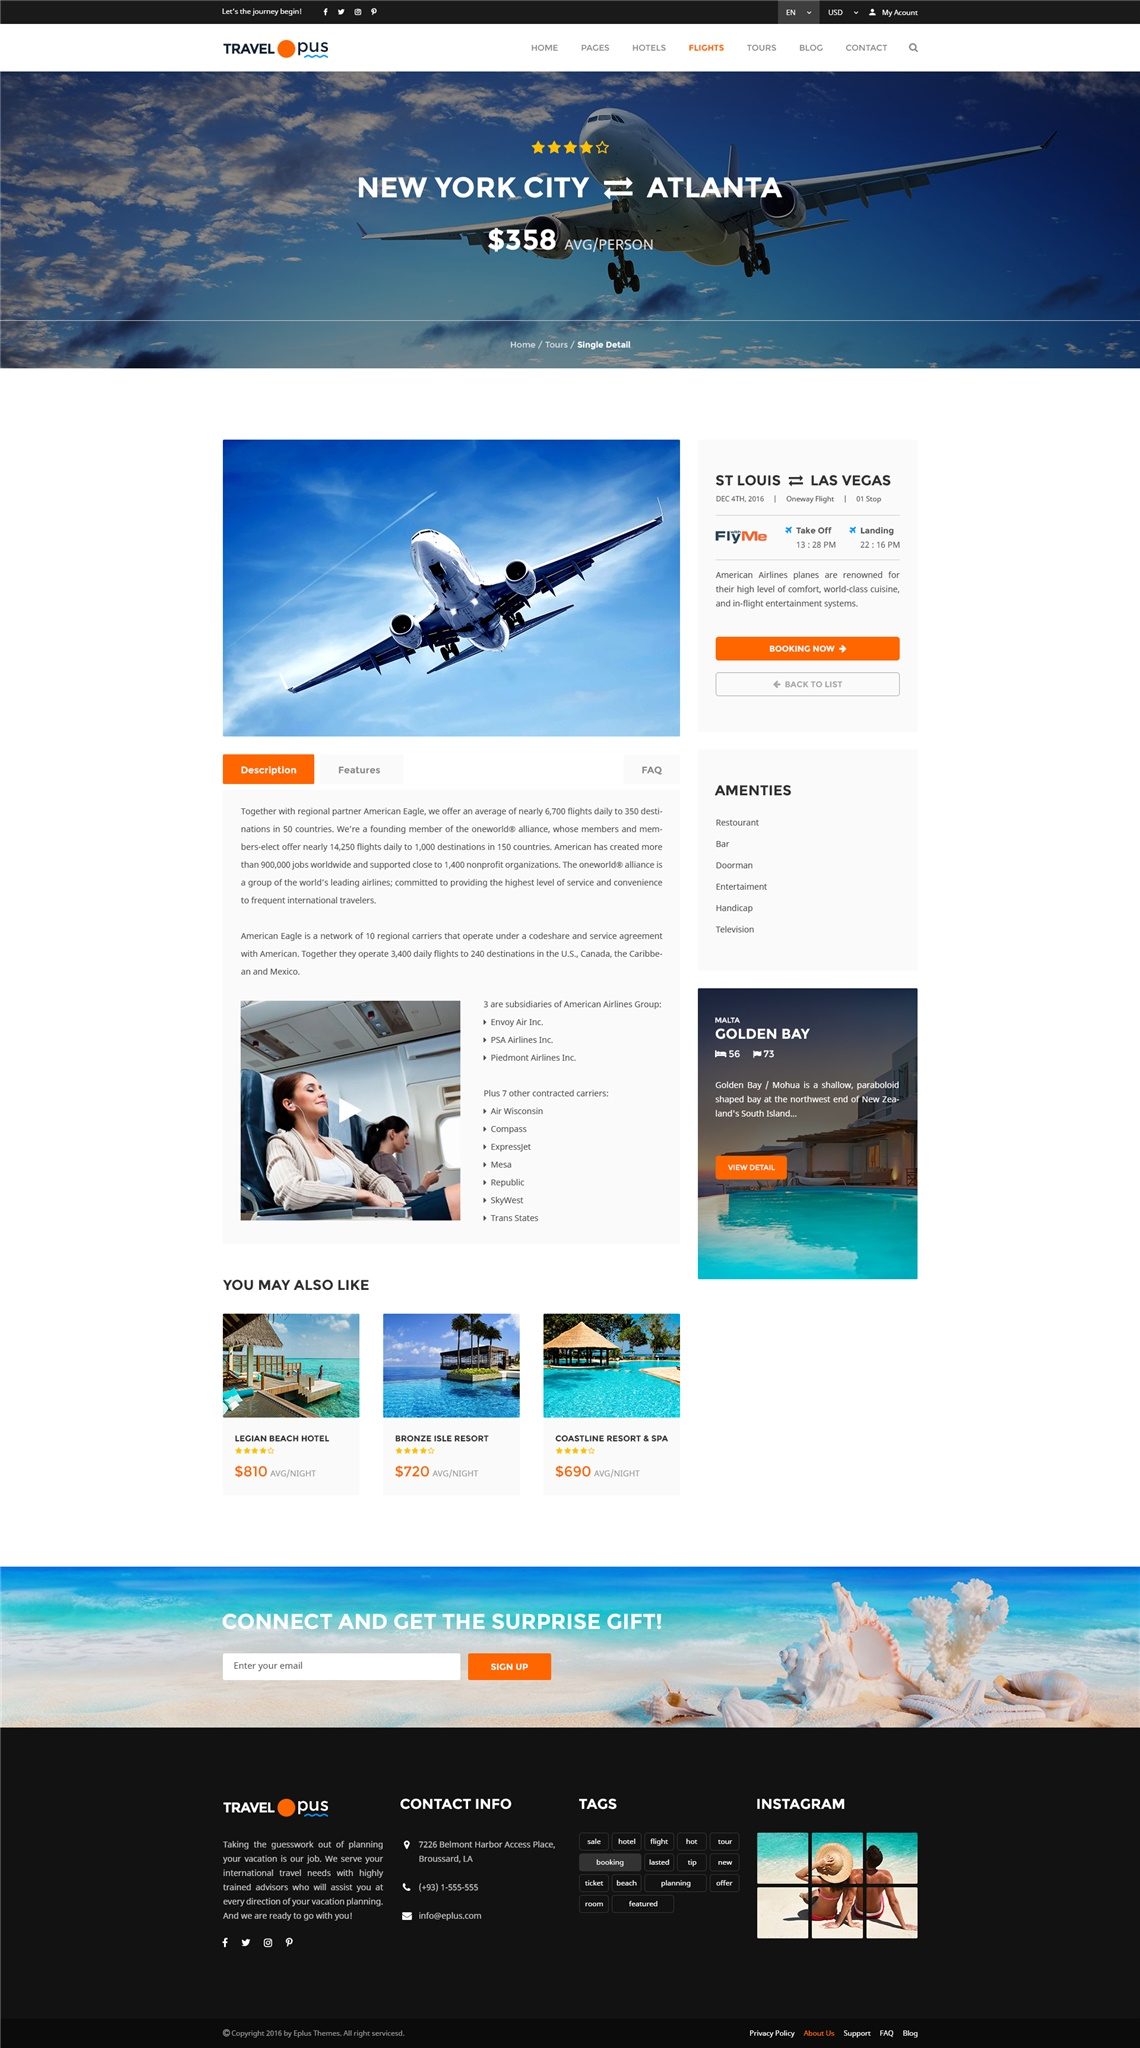 Let's the journey begin!
EN
USD
My Acount
TRAVEL Opus
HOME
PAGES
HOTELS
FLIGHTS
TOURS
BLOG
CONTACT
NEW YORK CITY ATLANTA
$358 AVG/PERSON
Home / Tours / Single Detail
ST LOUIS LAS VEGAS
DEC 4TH, 2016 | Oneway Flight | 01 Stop
FlyMe
Take Off
13 : 28 PM
Landing
22 : 16 PM
American Airlines planes are renowned for
their high level of comfort, world-class cuisine,
and in-flight entertainment systems.
BOOKING NOW
BACK TO LIST
Description
Features
FAQ
Together with regional partner American Eagle, we offer an average of nearly 6,700 flights daily to 350 desti-
nations in 50 countries. We're a founding member of the oneworld® alliance, whose members and mem-
bers-elect offer nearly 14,250 flights daily to 1,000 destinations in 150 countries. American has created more
than 900,000 jobs worldwide and supported close to 1,400 nonprofit organizations. The oneworld® alliance is
a group of the world's leading airlines; committed to providing the highest level of service and convenience
to frequent international travelers.
American Eagle is a network of 10 regional carriers that operate under a codeshare and service agreement
with American. Together they operate 3,400 daily flights to 240 destinations in the U.S., Canada, the Caribbe-
an and Mexico.
3 are subsidiaries of American Airlines Group:
Envoy Air Inc.
PSA Airlines Inc.
Piedmont Airlines Inc.
Plus 7 other contracted carriers:
Air Wisconsin
Compass
ExpressJet
Mesa
Republic
SkyWest
Trans States
AMENTIES
Restourant
Bar
Doorman
Entertaiment
Handicap
Television
MALTA
GOLDEN BAY
56
73
Golden Bay / Mohua is a shallow, paraboloid
shaped bay at the northwest end of New Zea-
land's South Island...
VIEW DETAIL
YOU MAY ALSO LIKE
LEGIAN BEACH HOTEL
$810 AVG/NIGHT
BRONZE ISLE RESORT
$720 AVG/NIGHT
COASTLINE RESORT & SPA
$690 AVG/NIGHT
CONNECT AND GET THE SURPRISE GIFT!
Enter your email
SIGN UP
TRAVEL Opus
Taking the guesswork out of planning
your vacation is our job. We serve your
international travel needs with highly
trained advisors who will assist you at
every direction of your vacation planning.
And we are ready to go with you!
CONTACT INFO
7226 Belmont Harbor Access Place,
Broussard, LA
(+93) 1-555-555
info@eplus.com
TAGS
sale hotel flight hot tour
booking lasted tip new
ticket beach planning offer
room featured
INSTAGRAM
© Copyright 2016 by Eplus Themes. All right servicesd.
Privacy Policy
About Us
Support
FAQ
Blog